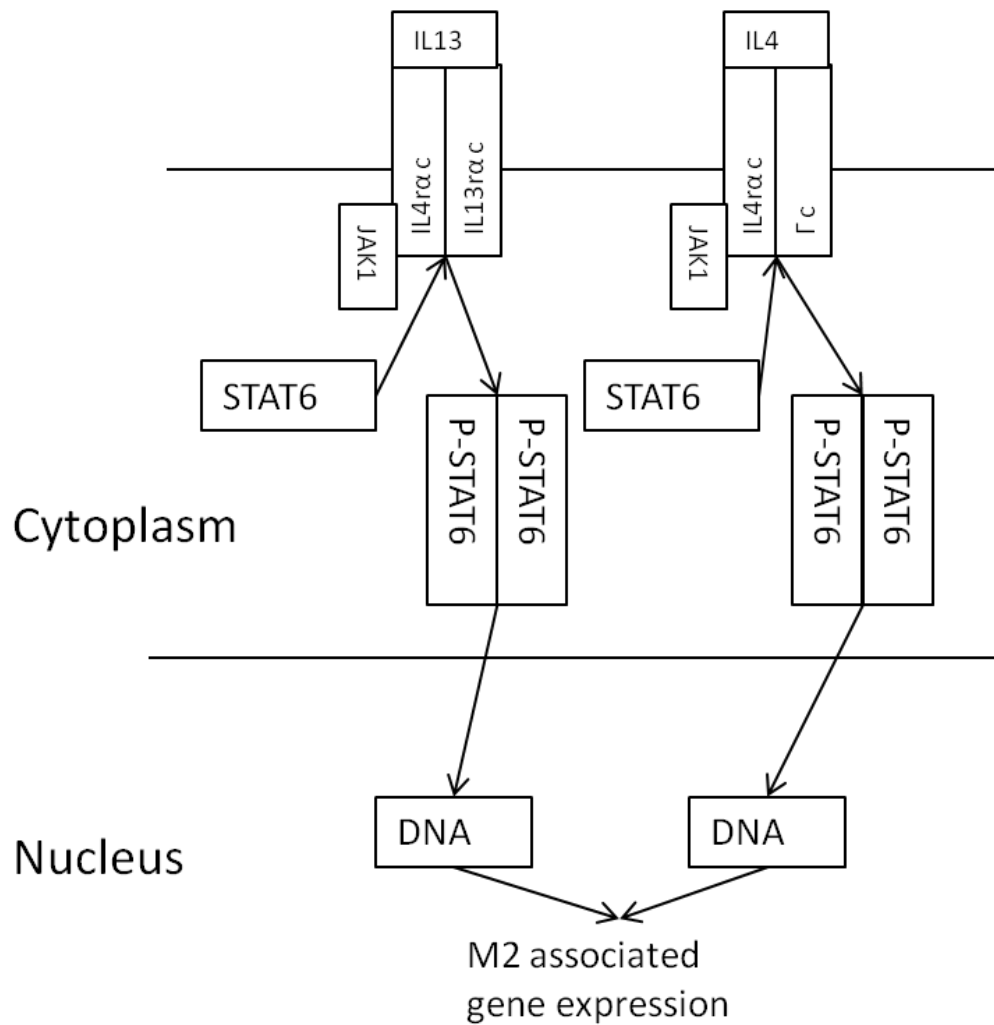 IL13
IL4
IL4rαc
IL13rαc
IL4rαc
Γc
JAK1
JAK1
STAT6
STAT6
P-STAT6
P-STAT6
P-STAT6
P-STAT6
Cytoplasm
DNA
DNA
Nucleus
M2 associated
gene expression